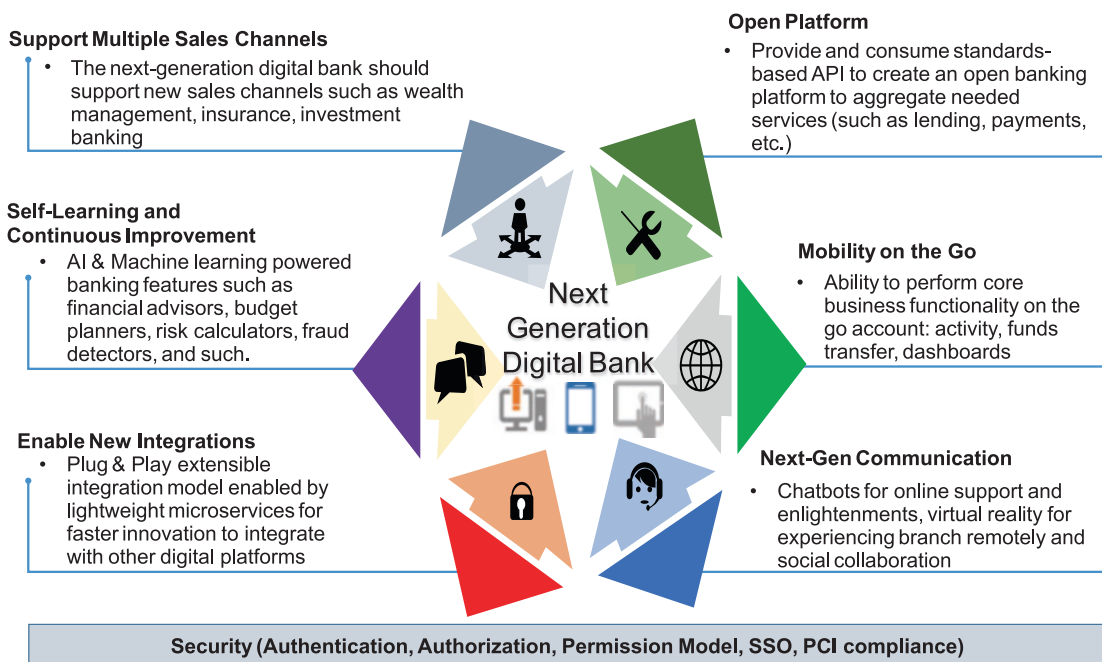 Support Multiple Sales Channels
• The next-generation digital bank should
support new sales channels such as wealth
management, insurance, investment
banking
Self-Learning and
Continuous Improvement
• AI & Machine learning powered
banking features such as
financial advisors, budget
planners, risk calculators, fraud
detectors, and such.
Enable New Integrations
• Plug & Play extensible
integration model enabled by
lightweight microservices for
faster innovation to integrate
with other digital platforms
Next
Generation
Digital Bank
Open Platform
• Provide and consume standards-
based API to create an open banking
platform to aggregate needed
services (such as lending, payments,
etc.)
Mobility on the Go
• Ability to perform core
business functionality on the
go account: activity, funds
transfer, dashboards
Next-Gen Communication
• Chatbots for online support and
enlightenments, virtual reality for
experiencing branch remotely and
social collaboration
Security (Authentication, Authorization, Permission Model, SSO, PCI compliance)